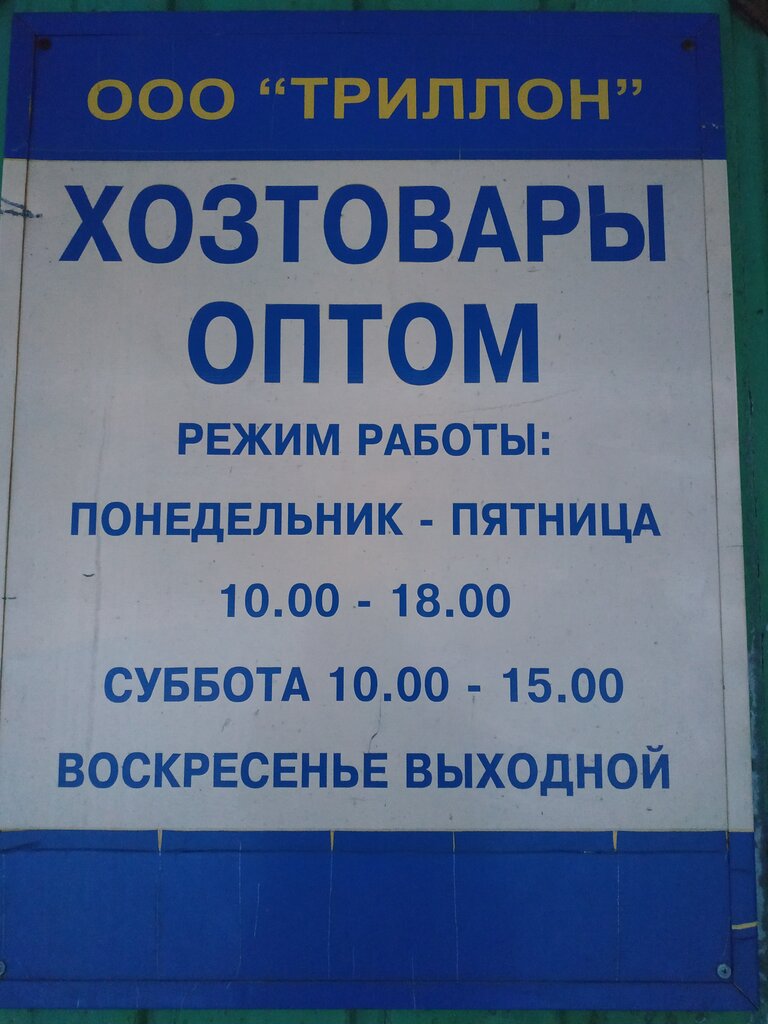 ООО “ТРИЛЛОН”
ХОЗТОВАРЫ
ОПТОМ
РЕЖИМ РАБОТЫ:
ПОНЕДЕЛЬНИК - ПЯТНИЦА
10.00 - 18.00
СУББОТА 10.00 - 15.00
ВОСКРЕСЕНЬЕ ВЫХОДНОЙ